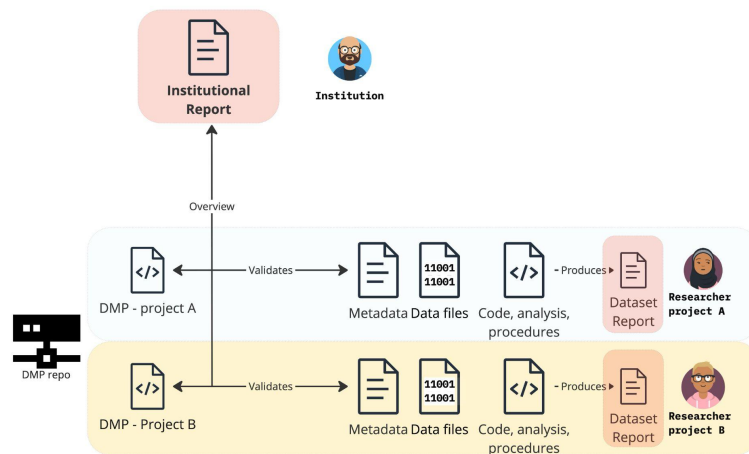 Institutional
Report
Institution
Overview
</>
Validates
11001
11001
</>
Produces
DMP - project A
Metadata Data files Code, analysis,
procedures
Dataset
Report
Researcher
project A
DMP repo
</>
Validates
11001
11001
</>
Produces
DMP - Project B
Metadata Data files Code, analysis,
procedures
Dataset
Report
Researcher
project B